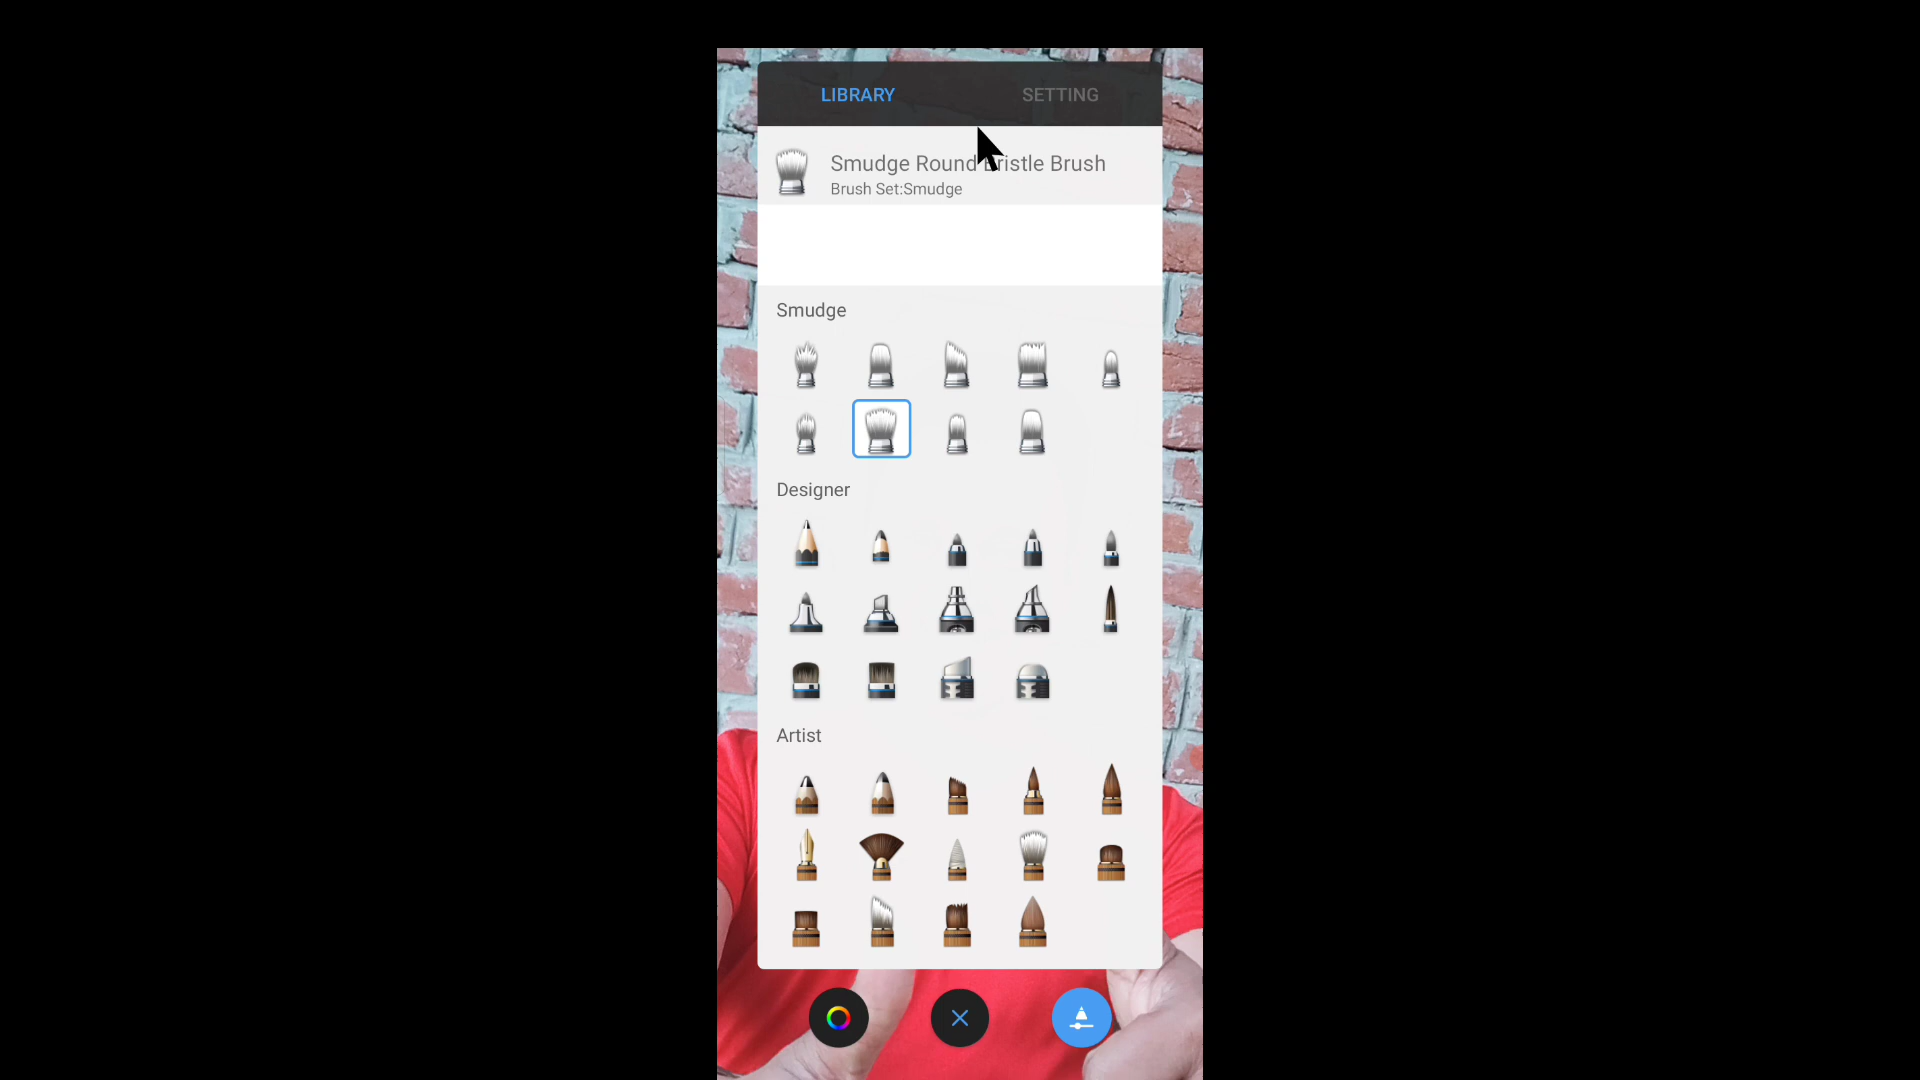 LIBRARY SETTING
Smudge Round Bristle Brush
Brush Set:Smudge
Smudge
Designer
Artist